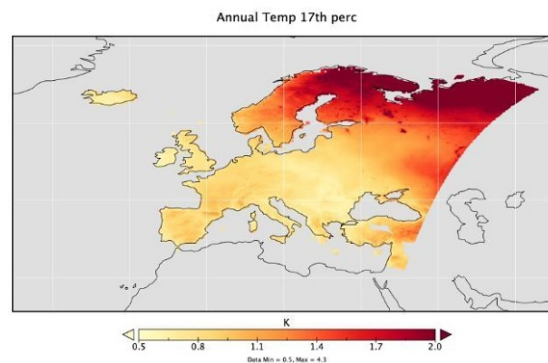 Annual Temp 17th perc
K
0.5 0.8 1.1 1.4 1.7 2.0
Data Min = 0.5, Max = 4.3